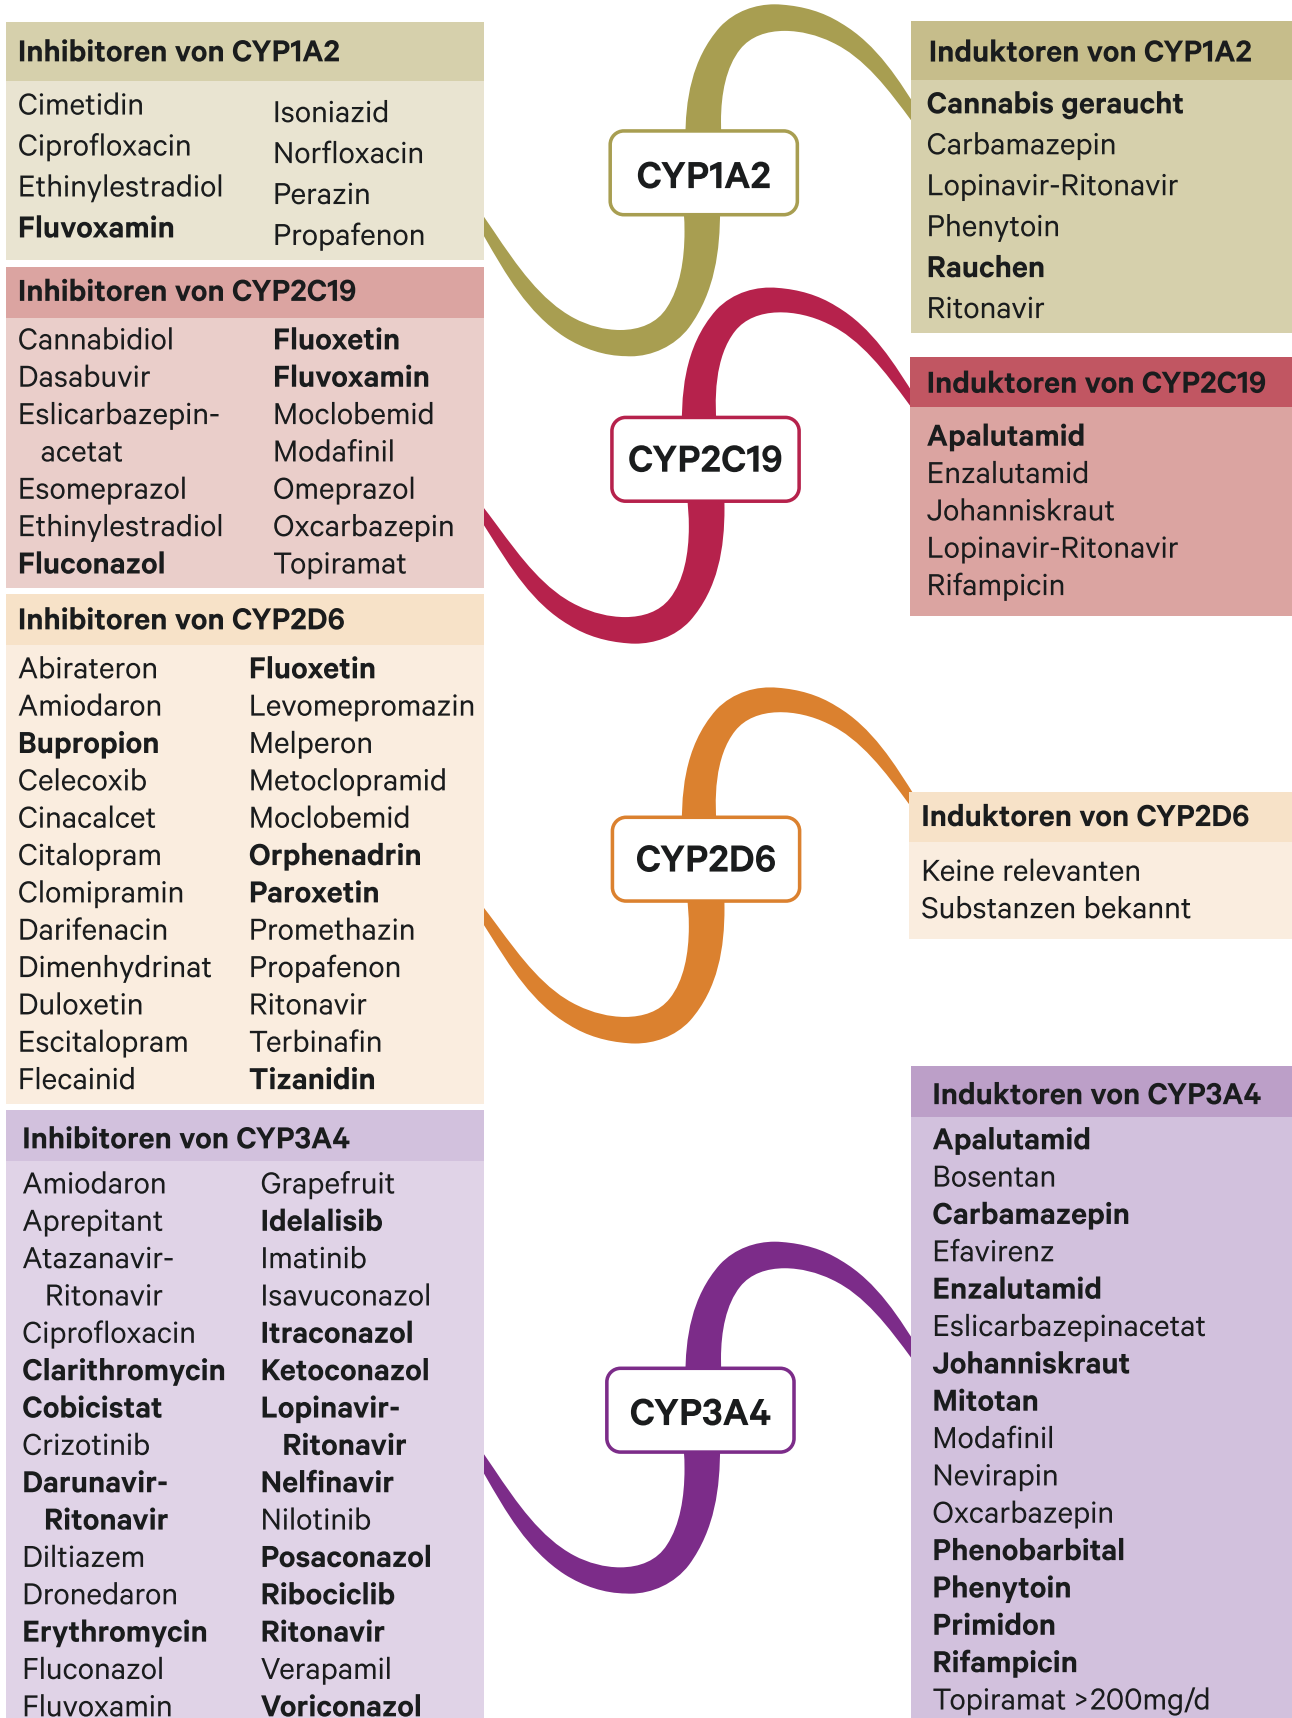 Inhibitoren von CYP1A2
Cimetidin
Ciprofloxacin
Ethinylestradiol
Fluvoxamin
Isoniazid
Norfloxacin
Perazin
Propafenon
CYP1A2
Induktoren von CYP1A2
Cannabis geraucht
Carbamazepin
Lopinavir-Ritonavir
Phenytoin
Rauchen
Ritonavir
Inhibitoren von CYP2C19
Cannabidiol
Dasabuvir
Eslicarbazepin-
acetat
Esomeprazol
Ethinylestradiol
Fluconazol
Fluoxetin
Fluvoxamin
Moclobemid
Modafinil
Omeprazol
Oxcarbazepin
Topiramat
CYP2C19
Induktoren von CYP2C19
Apalutamid
Enzalutamid
Johanniskraut
Lopinavir-Ritonavir
Rifampicin
Inhibitoren von CYP2D6
Abirateron
Amiodaron
Bupropion
Celecoxib
Cinacalcet
Citalopram
Clomipramin
Darifenacin
Dimenhydrinat
Duloxetin
Escitalopram
Flecainid
Fluoxetin
Levomepromazin
Melperon
Metoclopramid
Moclobemid
Orphenadrin
Paroxetin
Promethazin
Propafenon
Ritonavir
Terbinafin
Tizanidin
CYP2D6
Induktoren von CYP2D6
Keine relevanten
Substanzen bekannt
Inhibitoren von CYP3A4
Amiodaron
Aprepitant
Atazanavir-
Ritonavir
Ciprofloxacin
Clarithromycin
Cobicistat
Crizotinib
Darunavir-
Ritonavir
Diltiazem
Dronedaron
Erythromycin
Fluconazol
Fluvoxamin
Grapefruit
Idelalisib
Imatinib
Isavuconazol
Itraconazol
Ketoconazol
Lopinavir-
Ritonavir
Nelfinavir
Nilotinib
Posaconazol
Ribociclib
Ritonavir
Verapamil
Voriconazol
CYP3A4
Induktoren von CYP3A4
Apalutamid
Bosentan
Carbamazepin
Efavirenz
Enzalutamid
Eslicarbazepinacetat
Johanniskraut
Mitotan
Modafinil
Nevirapin
Oxcarbazepin
Phenobarbital
Phenytoin
Primidon
Rifampicin
Topiramat >200mg/d